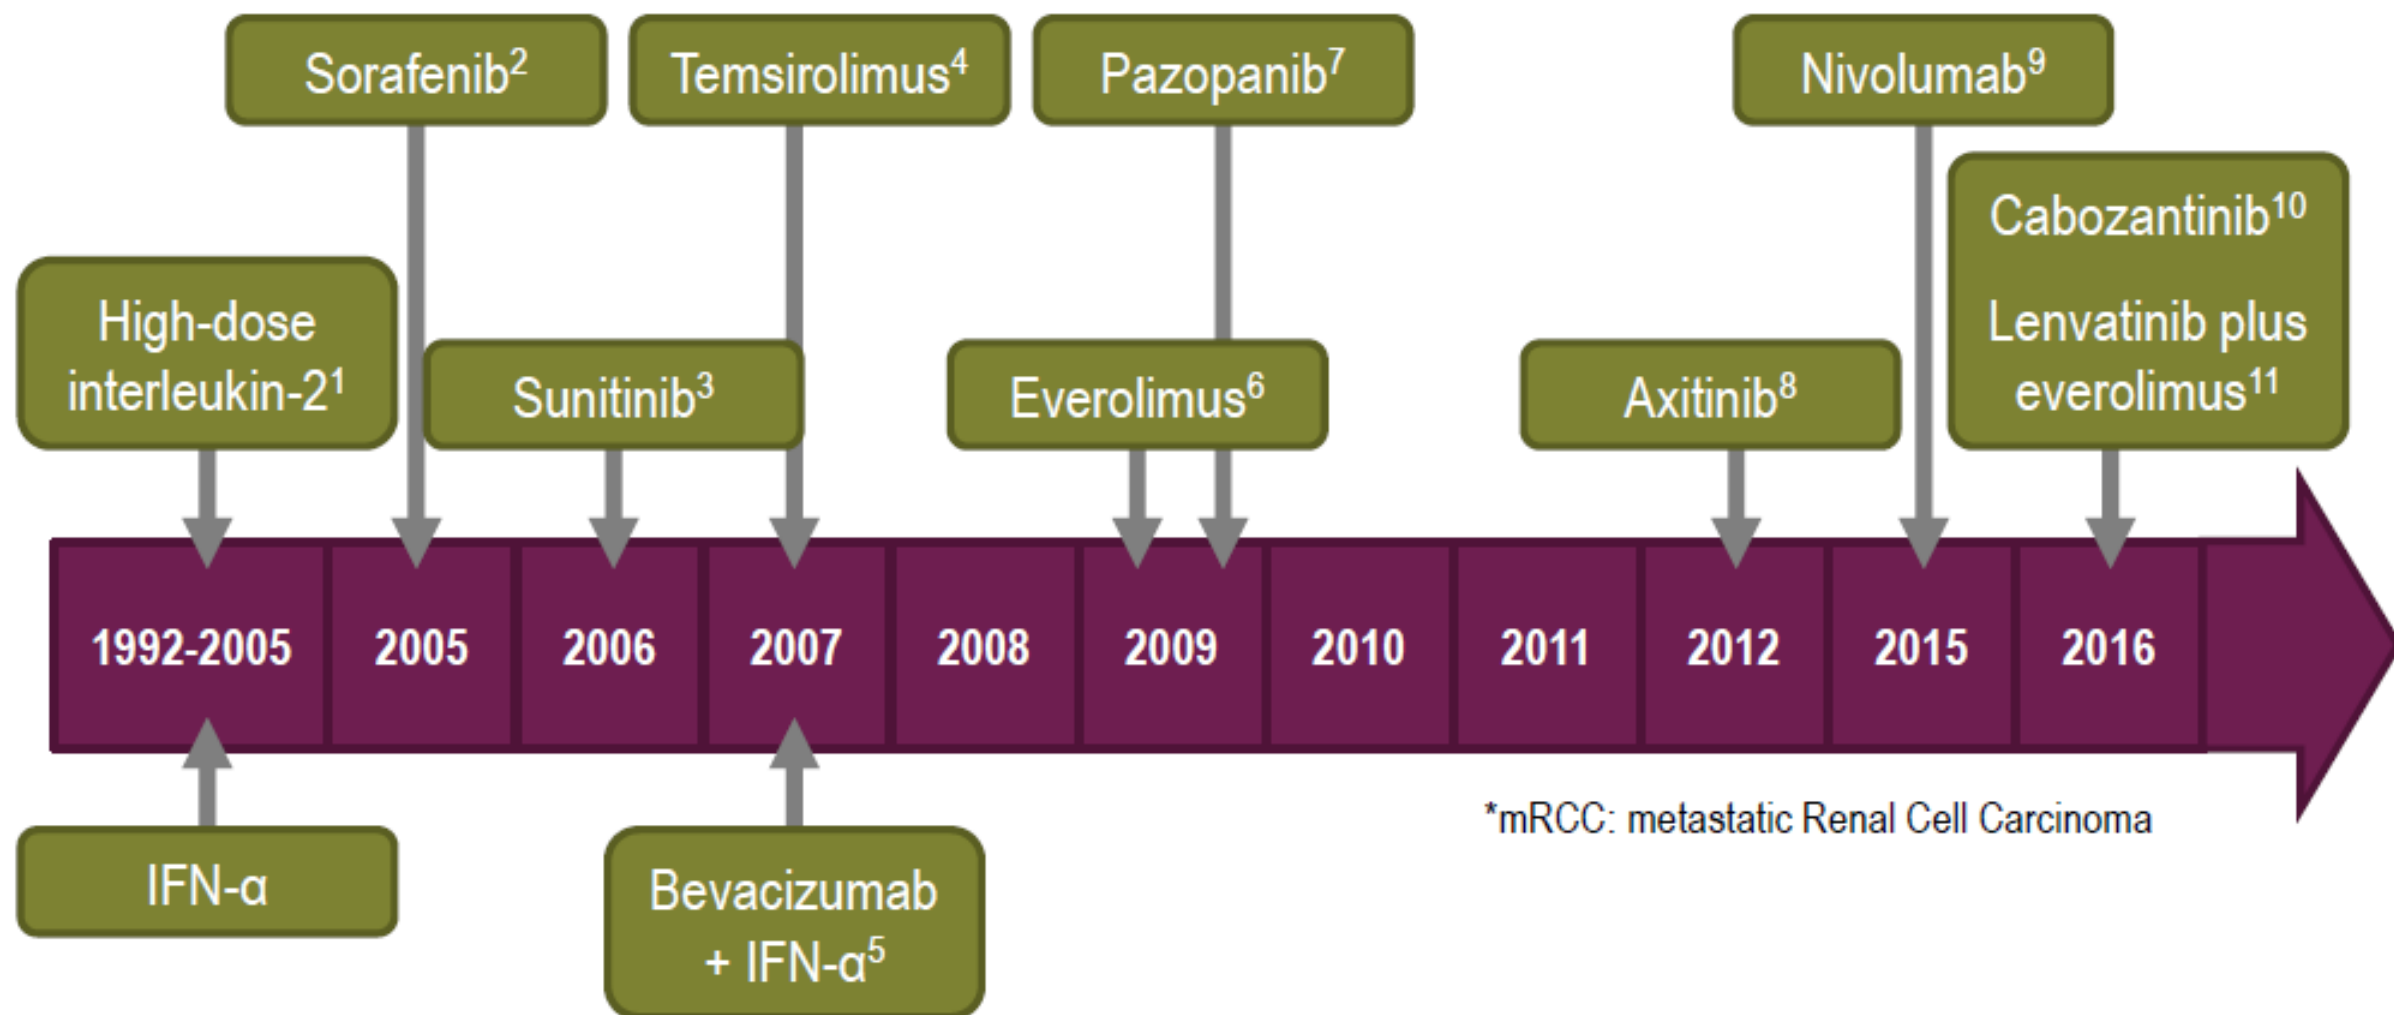 Sorafenib²
Temsirolimus⁴
Pazopanib⁷
Nivolumab⁹
High-dose
interleukin-2¹
Sunitinib³
Everolimus⁶
Axitinib⁸
Cabozantinib¹⁰
Lenvatinib plus
everolimus¹¹
1992-2005
2005
2006
2007
2008
2009
2010
2011
2012
2015
2016
IFN-α
Bevacizumab
+ IFN-α⁵
*mRCC: metastatic Renal Cell Carcinoma